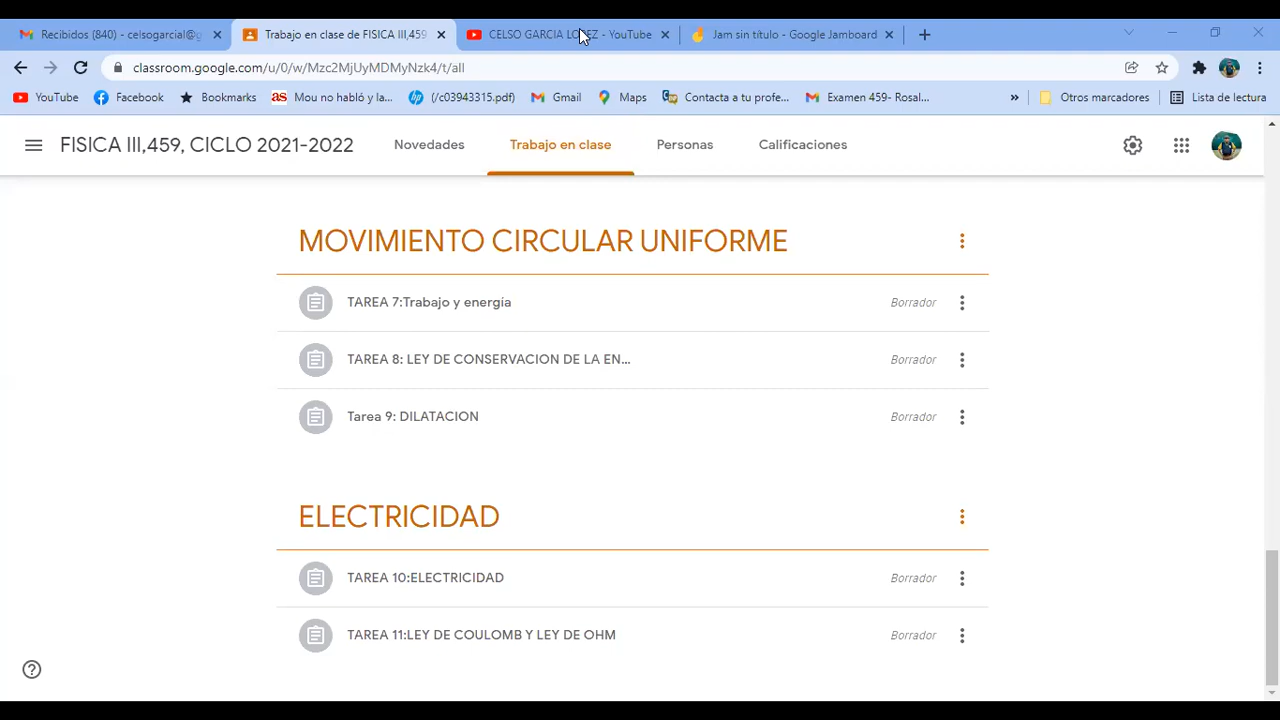 Recibidos (840) - celsogarcial@g
Trabajo en clase de FISICA III,459
CELSO GARCIA LOPEZ - YouTube
Jam sin título - Google Jamboard
classroom.google.com/u/0/w/Mzc2MjUyMDMyNzk4/t/all
YouTube
Facebook
Bookmarks
Mou no habló y la...
(/c03943315.pdf)
Gmail
Maps
Contacta a tu profe...
Examen 459- Rosal...
»
Otros marcadores
Lista de lectura
FISICA III,459, CICLO 2021-2022
Novedades
Trabajo en clase
Personas
Calificaciones
MOVIMIENTO CIRCULAR UNIFORME
TAREA 7:Trabajo y energia
Borrador
TAREA 8: LEY DE CONSERVACION DE LA EN...
Borrador
Tarea 9: DILATACION
Borrador
ELECTRICIDAD
TAREA 10:ELECTRICIDAD
Borrador
TAREA 11:LEY DE COULOMB Y LEY DE OHM
Borrador